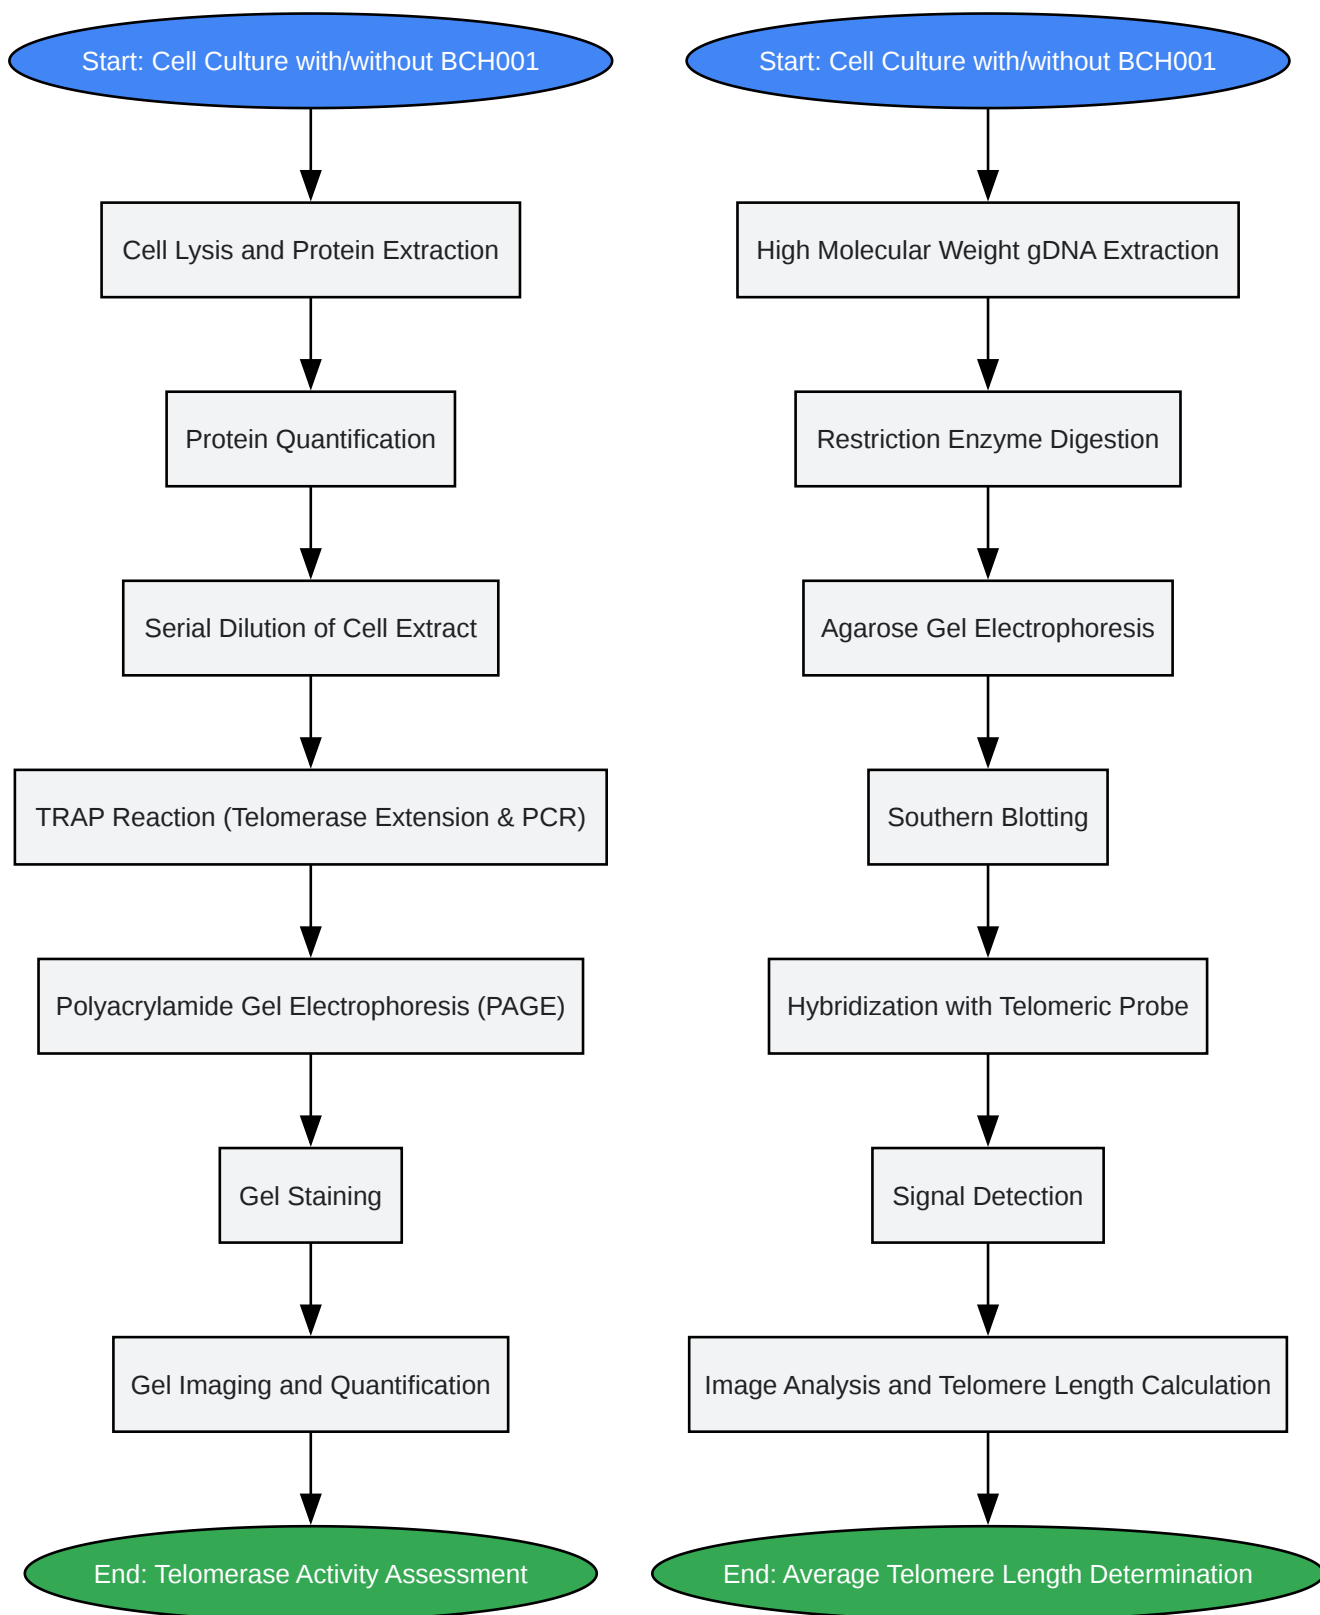 Start: Cell Culture with/without BCH001
Cell Lysis and Protein Extraction
Protein Quantification
Serial Dilution of Cell Extract
TRAP Reaction (Telomerase Extension & PCR)
Polyacrylamide Gel Electrophoresis (PAGE)
Gel Staining
Gel Imaging and Quantification
End: Telomerase Activity Assessment
Start: Cell Culture with/without BCH001
High Molecular Weight gDNA Extraction
Restriction Enzyme Digestion
Agarose Gel Electrophoresis
Southern Blotting
Hybridization with Telomeric Probe
Signal Detection
Image Analysis and Telomere Length Calculation
End: Average Telomere Length Determination